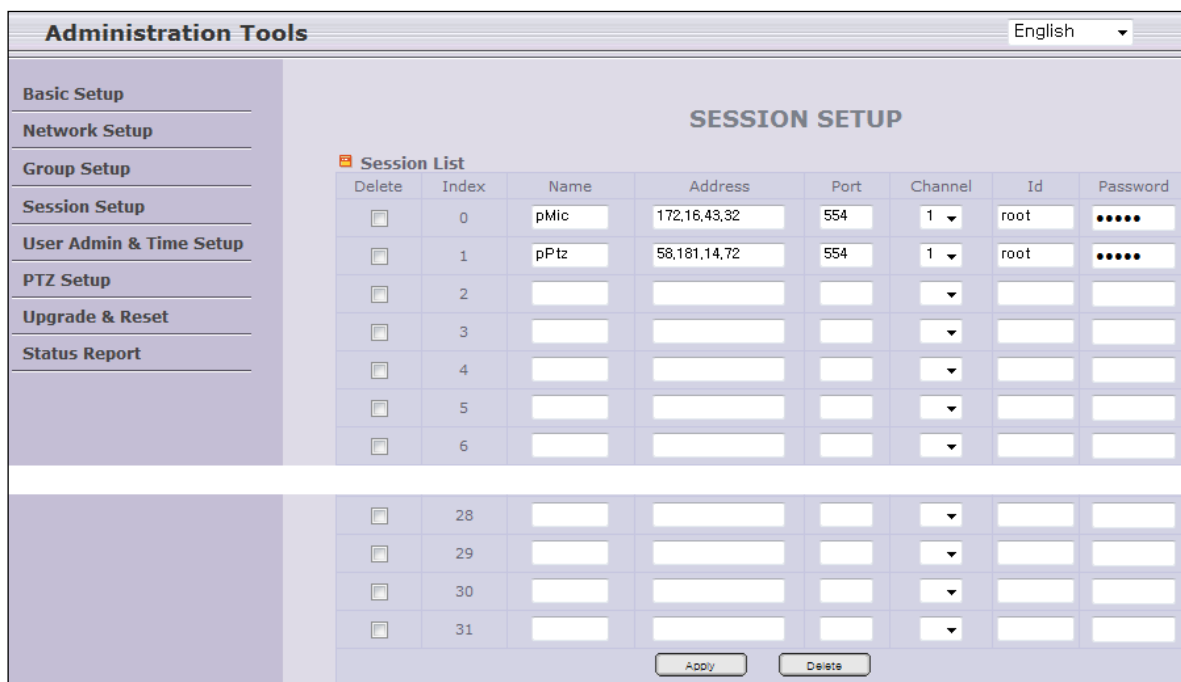 Administration Tools English
Basic Setup
Network Setup
Group Setup
Session Setup
User Admin & Time Setup
PTZ Setup
Upgrade & Reset
Status Report
SESSION SETUP
Session List
Delete Index Name Address Port Channel Id Password
0 pMic 172,16,43,32 554 1 root •••••
1 pPtz 58,181,14,72 554 1 root •••••
2
3
4
5
6
28
29
30
31
Apply Delete